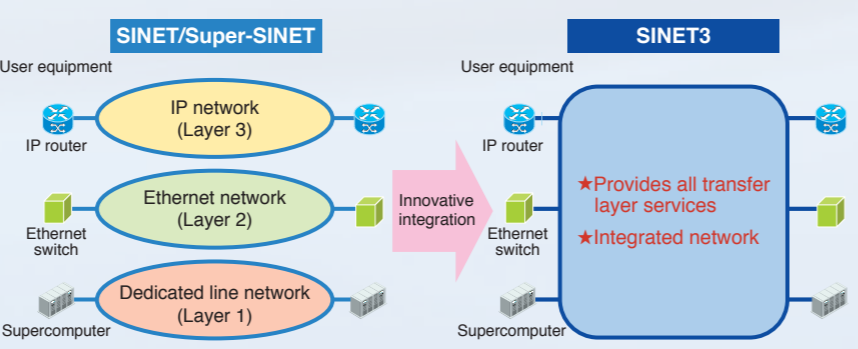 SINET/Super-SINET
User equipment
IP network
(Layer 3)
IP router
Ethernet network
(Layer 2)
Ethernet
switch
Dedicated line network
(Layer 1)
Supercomputer
Innovative
integration
SINET3
User equipment
IP router
Ethernet
switch
Supercomputer
★Provides all transfer
layer services
★Integrated network